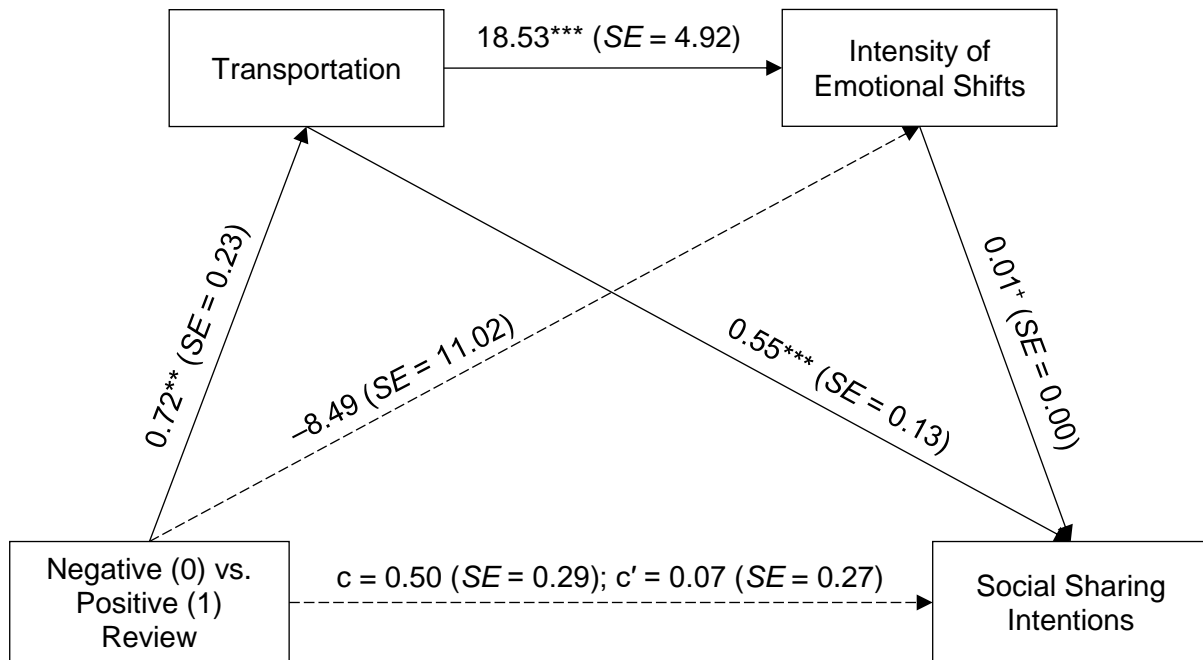 18.53*** (SE = 4.92)
Transportation
Intensity of
Emotional Shifts
0.72** (SE = 0.23)
–8.49 (SE = 11.02)
0.55*** (SE = 0.13)
0.01⁺ (SE = 0.00)
Negative (0) vs.
Positive (1)
Review
c = 0.50 (SE = 0.29); c′ = 0.07 (SE = 0.27)
Social Sharing
Intentions